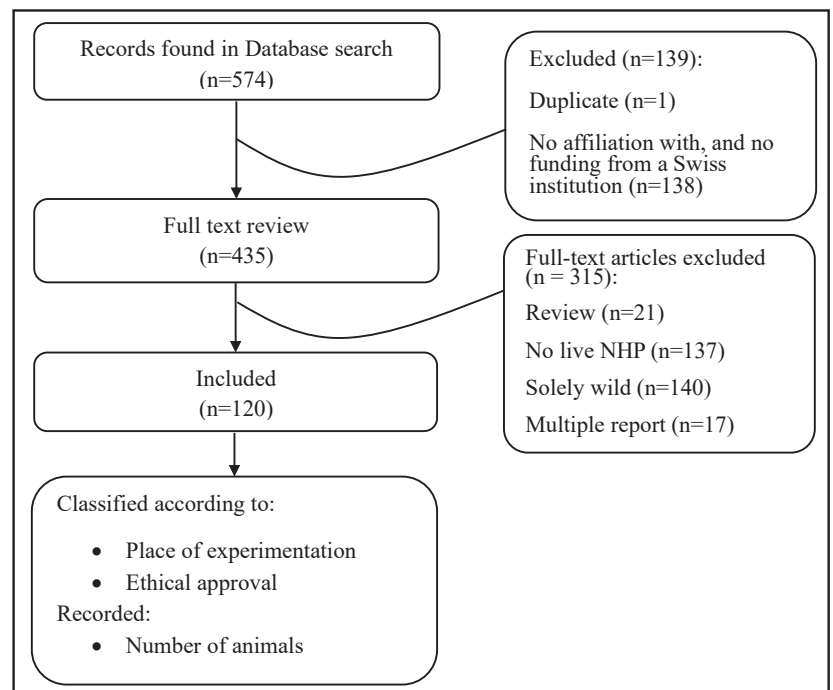 Records found in Database search
(n=574)
Excluded (n=139):
Duplicate (n=1)
No affiliation with, and no
funding from a Swiss
institution (n=138)
Full text review
(n=435)
Full-text articles excluded
(n = 315):
Review (n=21)
No live NHP (n=137)
Solely wild (n=140)
Multiple report (n=17)
Included
(n=120)
Classified according to:
• Place of experimentation
• Ethical approval
Recorded:
• Number of animals